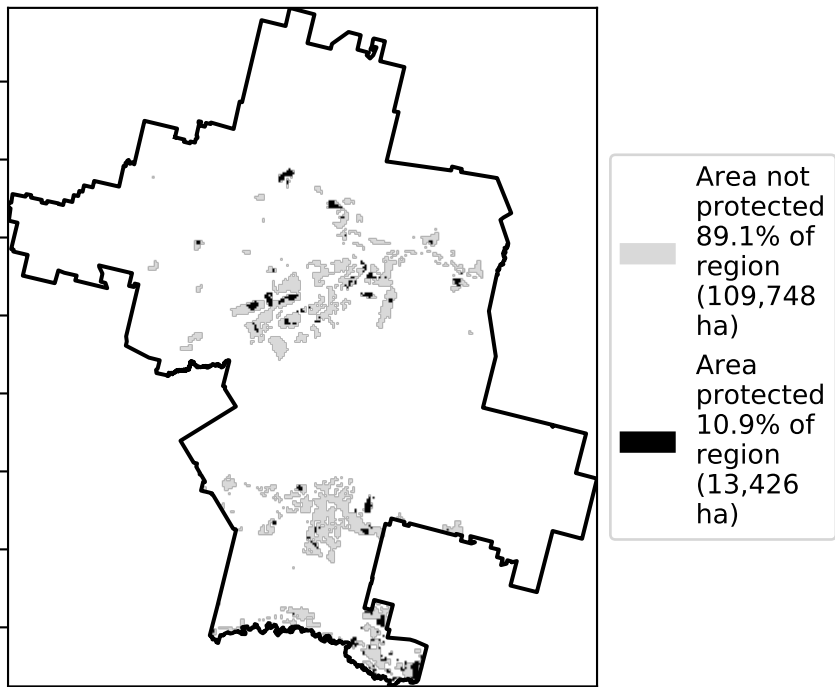 Area not
protected
89.1% of
region
(109,748
ha)
Area
protected
10.9% of
region
(13,426
ha)